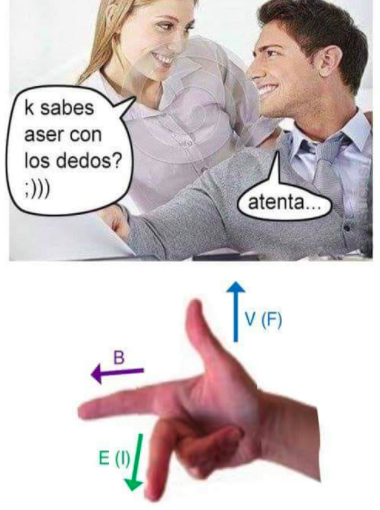 k sabes
aser con
los dedos?
;)))
atenta...
V (F)
B
E (I)